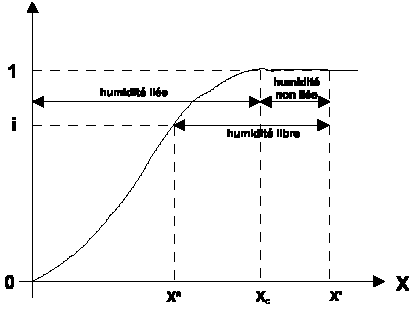 1
humidité liée
humidité
non liée
i
humidité libre
0
X
X*
Xc
X'